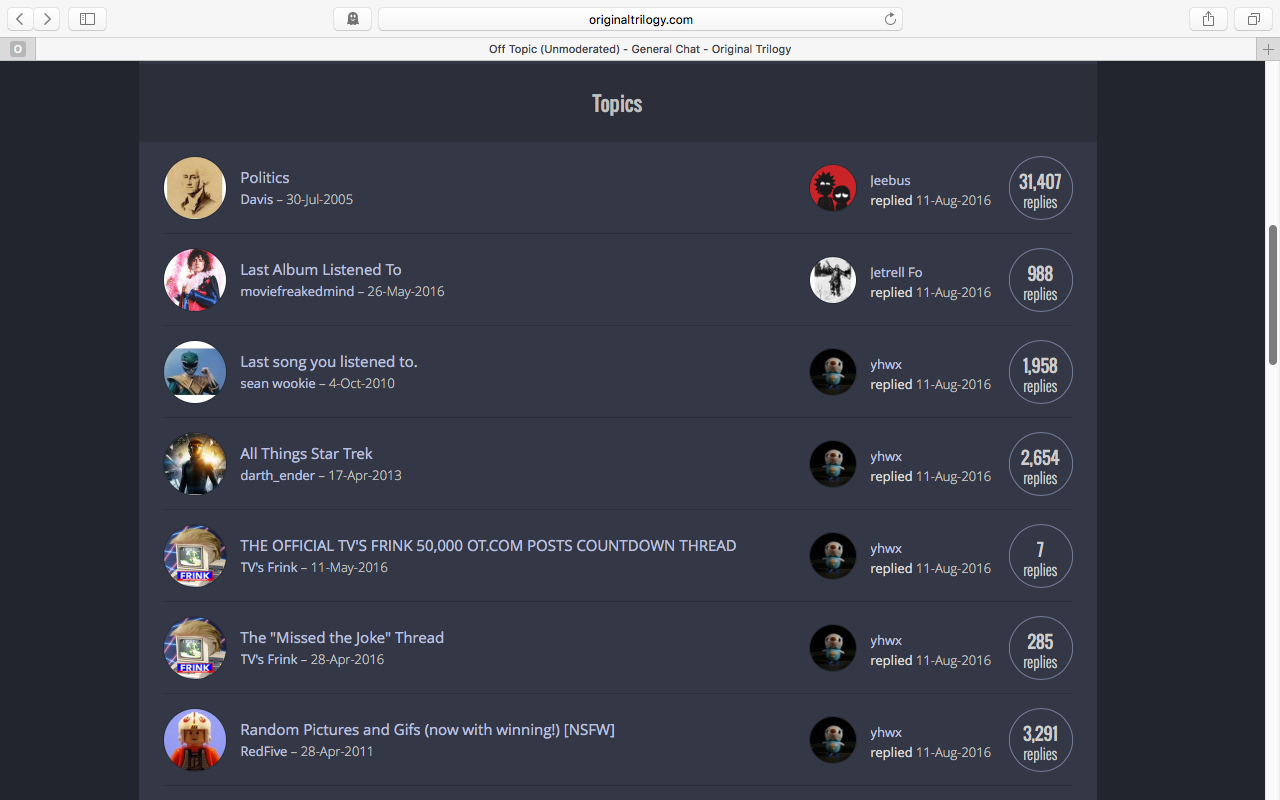 originaltrilogy.com
O
Off Topic (Unmoderated) - General Chat - Original Trilogy
Topics
Politics
Davis – 30-Jul-2005
Jeebus
replied 11-Aug-2016
31,407
replies
Last Album Listened To
moviefreakedmind – 26-May-2016
Jetrell Fo
replied 11-Aug-2016
988
replies
Last song you listened to.
sean wookie – 4-Oct-2010
yhwx
replied 11-Aug-2016
1,958
replies
All Things Star Trek
darth_ender – 17-Apr-2013
yhwx
replied 11-Aug-2016
2,654
replies
FRINK
THE OFFICIAL TV'S FRINK 50,000 OT.COM POSTS COUNTDOWN THREAD
TV's Frink – 11-May-2016
yhwx
replied 11-Aug-2016
7
replies
FRINK
The "Missed the Joke" Thread
TV's Frink – 28-Apr-2016
yhwx
replied 11-Aug-2016
285
replies
Random Pictures and Gifs (now with winning!) [NSFW]
RedFive – 28-Apr-2011
yhwx
replied 11-Aug-2016
3,291
replies